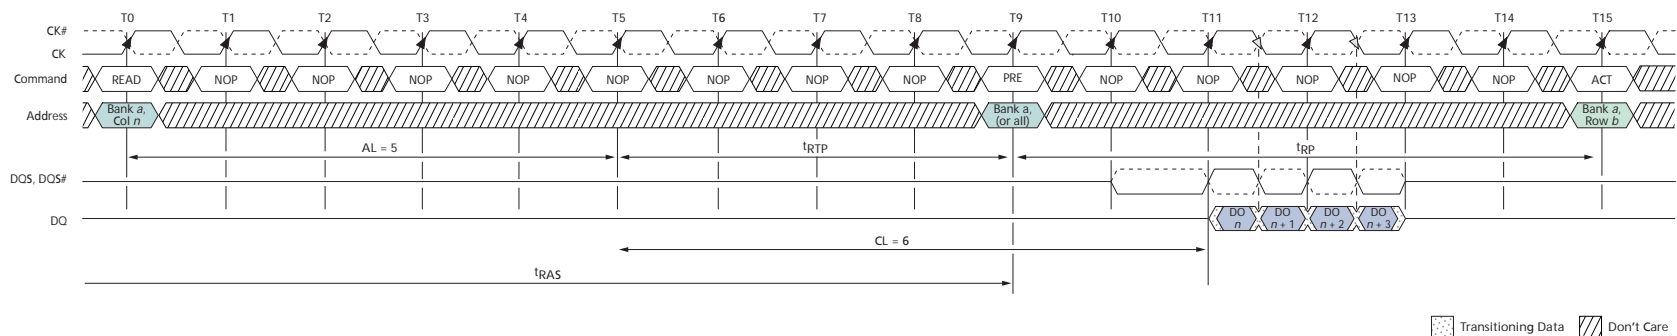 T0 T1 T2 T3 T4 T5 T6 T7 T8 T9 T10 T11 T12 T13 T14 T15
CK#
CK
Command READ NOP NOP NOP NOP NOP NOP NOP NOP PRE NOP NOP NOP NOP NOP ACT
Address Bank a, Col n Bank a, (or all) Bank a, Row b
AL = 5 tRTP tRP
DQS, DQS#
DQ DO n DO n + 1 DO n + 2 DO n + 3
CL = 6
tRAS
Transitioning Data Don't Care